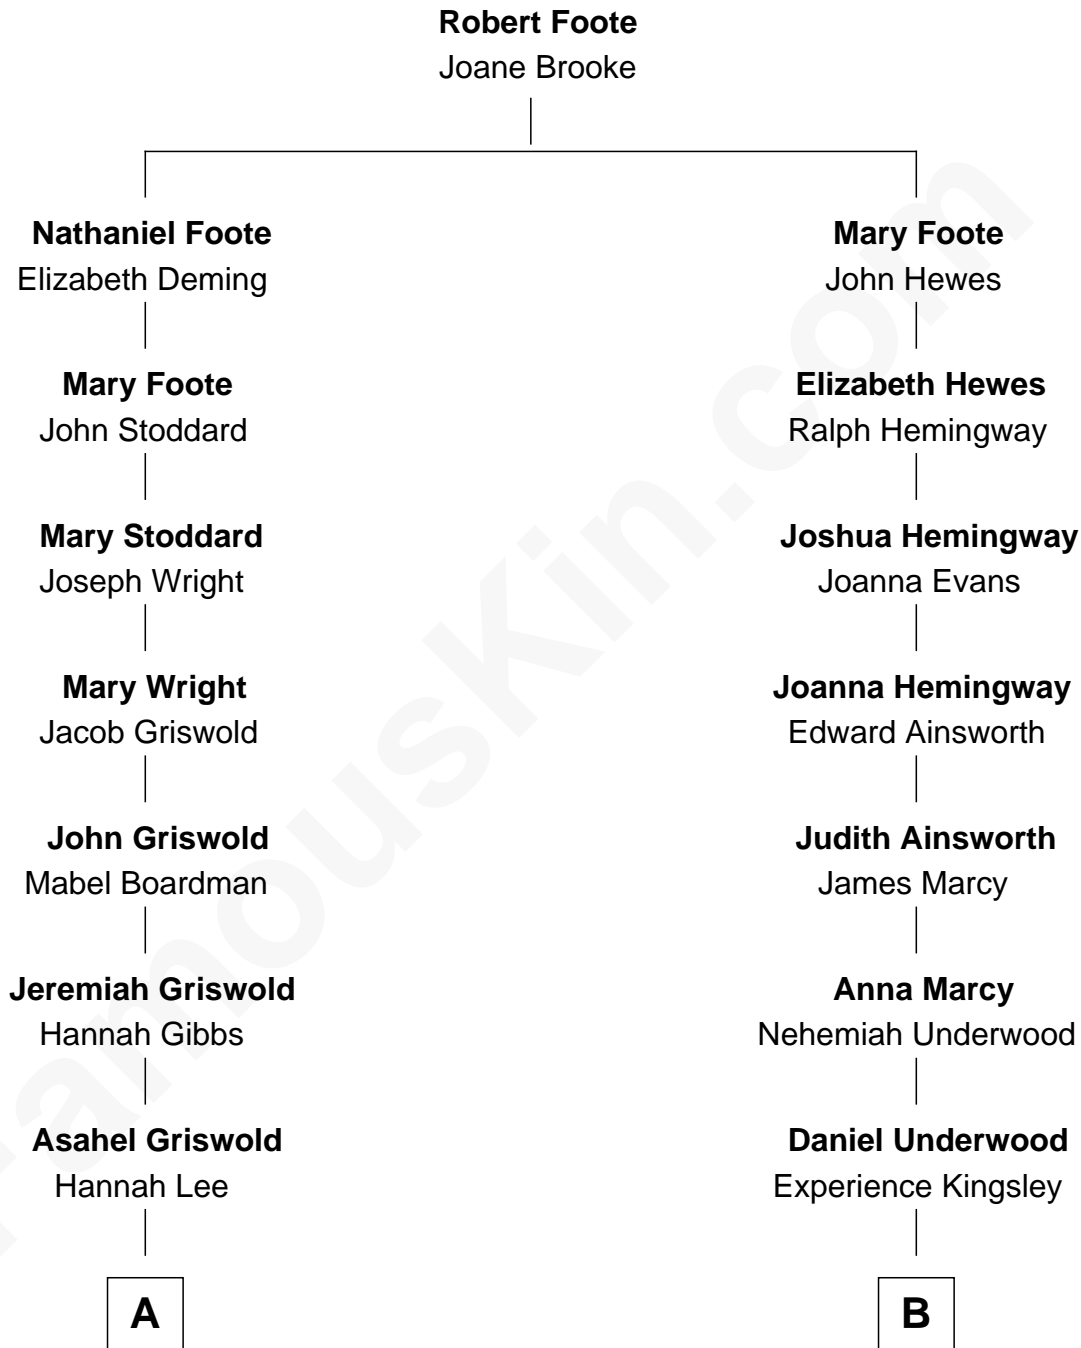 Robert Foote
Joane Brooke
Nathaniel Foote
Elizabeth Deming
Mary Foote
John Hewes
Mary Foote
John Stoddard
Elizabeth Hewes
Ralph Hemingway
Mary Stoddard
Joseph Wright
Joshua Hemingway
Joanna Evans
Mary Wright
Jacob Griswold
Joanna Hemingway
Edward Ainsworth
John Griswold
Mabel Boardman
Judith Ainsworth
James Marcy
Jeremiah Griswold
Hannah Gibbs
Anna Marcy
Nehemiah Underwood
Asahel Griswold
Hannah Lee
Daniel Underwood
Experience Kingsley
A
B
FamousKin.com